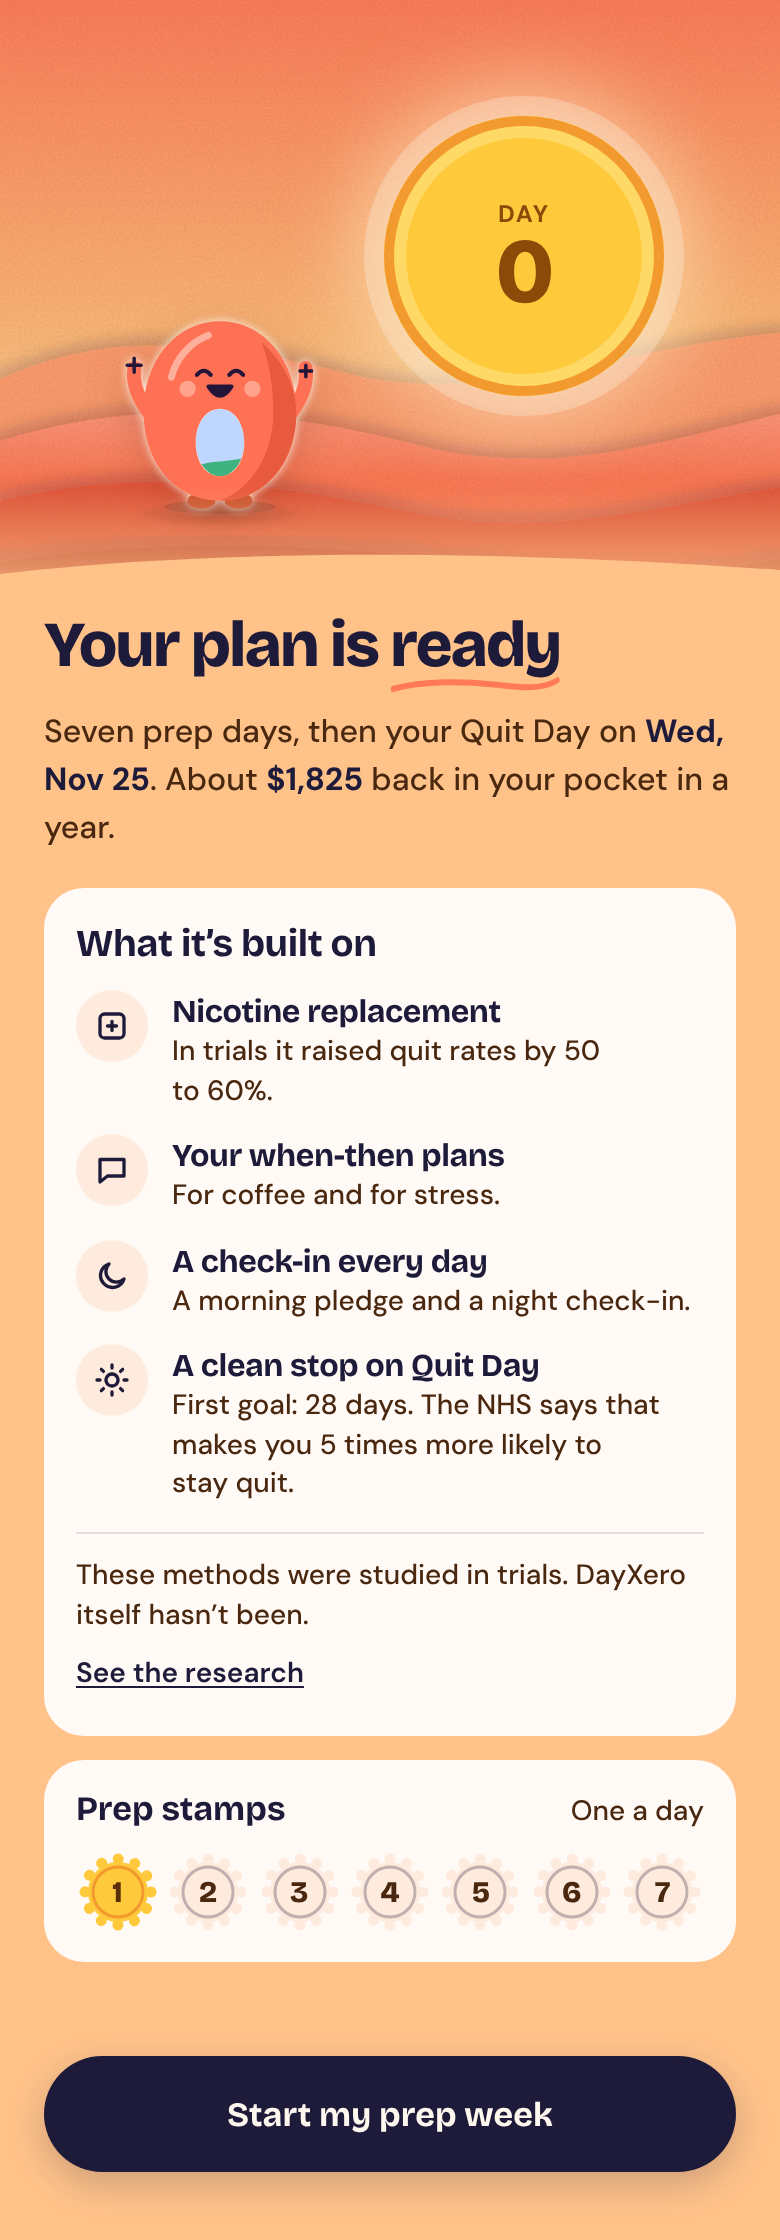 DAY
0
Your plan is ready
Seven prep days, then your Quit Day on Wed,
Nov 25. About $1,825 back in your pocket in a
year.
What it’s built on
Nicotine replacement
In trials it raised quit rates by 50
to 60%.
Your when-then plans
For coffee and for stress.
A check-in every day
A morning pledge and a night check-in.
A clean stop on Quit Day
First goal: 28 days. The NHS says that
makes you 5 times more likely to
stay quit.
These methods were studied in trials. DayXero
itself hasn’t been.
See the research
Prep stamps One a day
1 2 3 4 5 6 7
Start my prep week